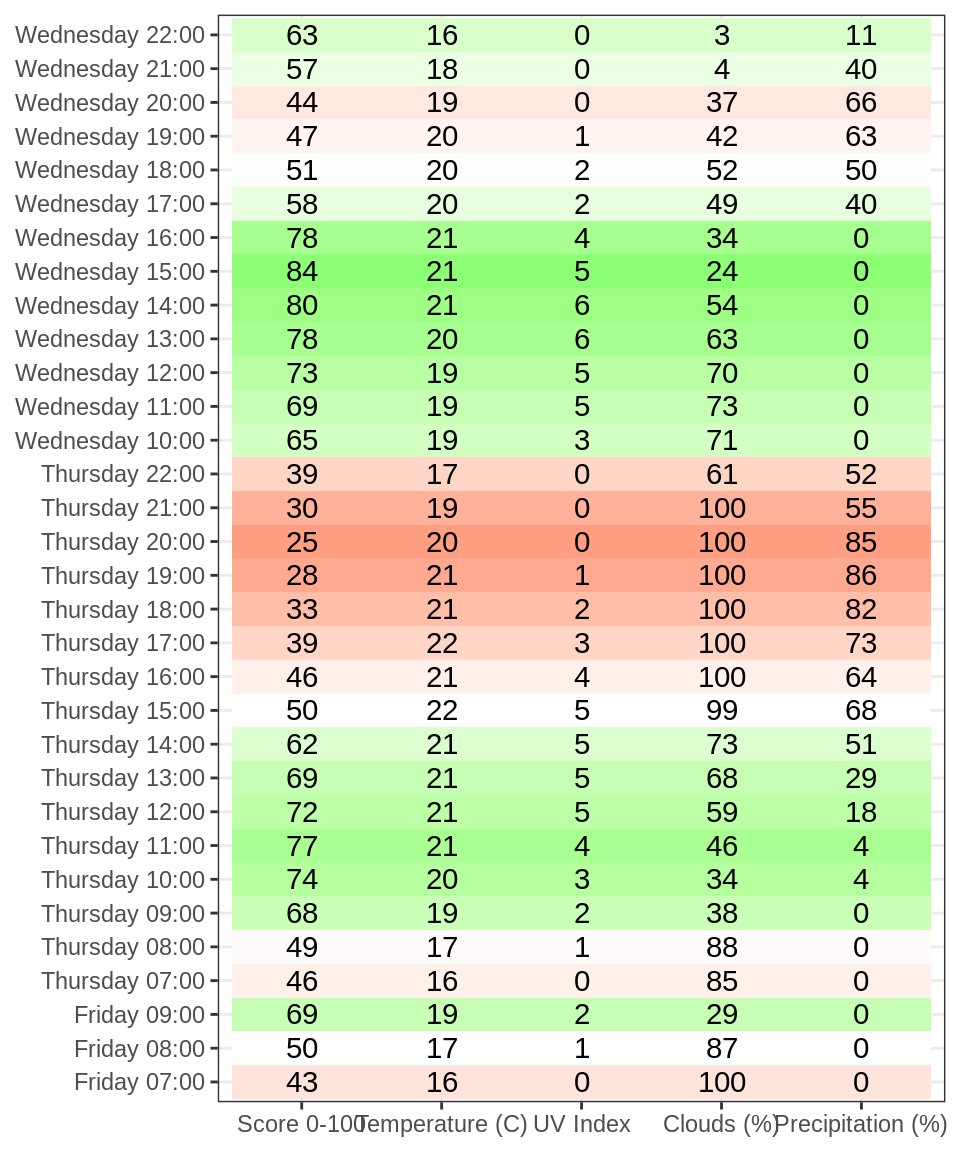 Wednesday 22:00 63 16 0 3 11
Wednesday 21:00 57 18 0 4 40
Wednesday 20:00 44 19 0 37 66
Wednesday 19:00 47 20 1 42 63
Wednesday 18:00 51 20 2 52 50
Wednesday 17:00 58 20 2 49 40
Wednesday 16:00 78 21 4 34 0
Wednesday 15:00 84 21 5 24 0
Wednesday 14:00 80 21 6 54 0
Wednesday 13:00 78 20 6 63 0
Wednesday 12:00 73 19 5 70 0
Wednesday 11:00 69 19 5 73 0
Wednesday 10:00 65 19 3 71 0
Thursday 22:00 39 17 0 61 52
Thursday 21:00 30 19 0 100 55
Thursday 20:00 25 20 0 100 85
Thursday 19:00 28 21 1 100 86
Thursday 18:00 33 21 2 100 82
Thursday 17:00 39 22 3 100 73
Thursday 16:00 46 21 4 100 64
Thursday 15:00 50 22 5 99 68
Thursday 14:00 62 21 5 73 51
Thursday 13:00 69 21 5 68 29
Thursday 12:00 72 21 5 59 18
Thursday 11:00 77 21 4 46 4
Thursday 10:00 74 20 3 34 4
Thursday 09:00 68 19 2 38 0
Thursday 08:00 49 17 1 88 0
Thursday 07:00 46 16 0 85 0
Friday 09:00 69 19 2 29 0
Friday 08:00 50 17 1 87 0
Friday 07:00 43 16 0 100 0
Score 0-100 Temperature (C) UV Index Clouds (%) Precipitation (%)